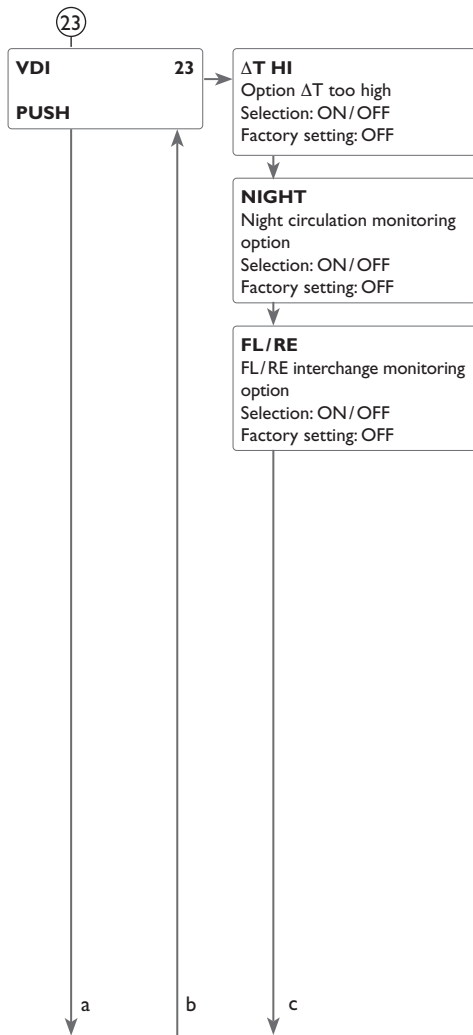 23
VDI 23
PUSH
ΔT HI
Option ΔT too high
Selection: ON / OFF
Factory setting: OFF
NIGHT
Night circulation monitoring
option
Selection: ON / OFF
Factory setting: OFF
FL / RE
FL / RE interchange monitoring
option
Selection: ON / OFF
Factory setting: OFF
a b c